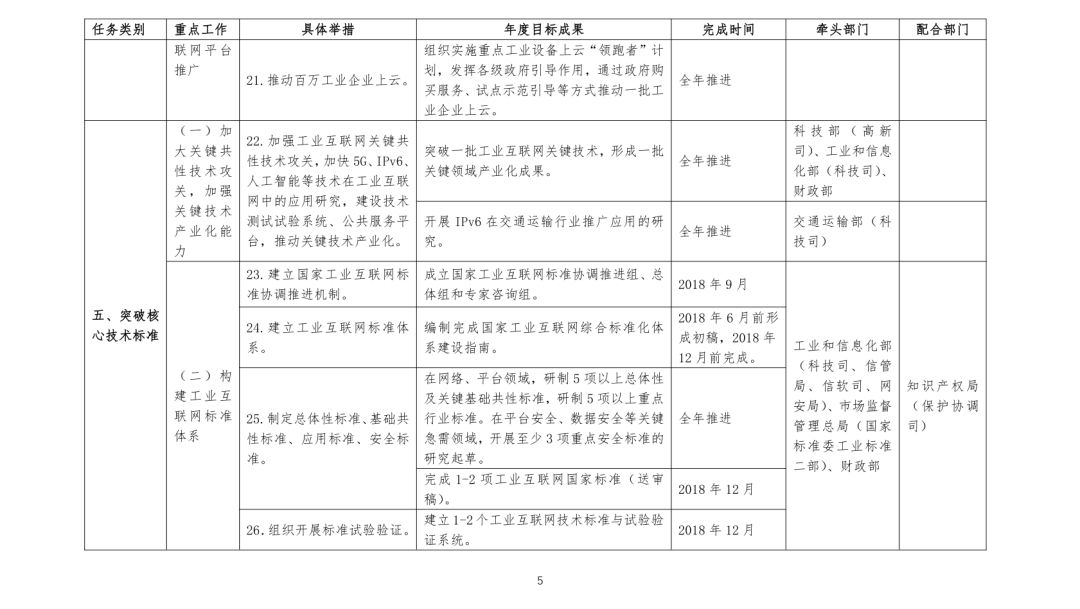 任务类别 重点工作 具体举措 年度目标成果 完成时间 牵头部门 配合部门
联网平台
推广
21.推动百万工业企业上云。
组织实施重点工业设备上云“领跑者”计
划，发挥各级政府引导作用，通过政府购
买服务、试点示范引导等方式推动一批工
业企业上云。
全年推进
五、突破核
心技术标准
（一）加
大关键共
性技术攻
关，加强
关键技术
产业化能
力
22.加强工业互联网关键共
性技术攻关，加快 5G、IPv6、
人工智能等技术在工业互联
网中的应用研究，建设技术
测试试验系统、公共服务平
台，推动关键技术产业化。
突破一批工业互联网关键技术，形成一批
关键领域产业化成果。
全年推进
科技部（高新
司）、工业和信息
化部（科技司）、
财政部
开展 IPv6 在交通运输行业推广应用的研
究。
全年推进
交通运输部（科
技司）
（二）构
建工业互
联网标准
体系
23.建立国家工业互联网标
准协调推进机制。
成立国家工业互联网标准协调推进组、总
体组和专家咨询组。
2018 年 9 月
工业和信息化部
（科技司、信管
局、信软司、网
安局）、市场监督
管理总局（国家
标准委工业标准
二部）、财政部
知识产权局
（保护协调
司）
24.建立工业互联网标准体
系。
编制完成国家工业互联网综合标准化体
系建设指南。
2018 年 6 月前形
成初稿，2018 年
12 月前完成。
25.制定总体性标准、基础共
性标准、应用标准、安全标
准。
在网络、平台领域，研制 5 项以上总体性
及关键基础共性标准，研制 5 项以上重点
行业标准。在平台安全、数据安全等关键
急需领域，开展至少 3 项重点安全标准的
研究起草。
全年推进
完成 1-2 项工业互联网国家标准（送审
稿）。
2018 年 12 月
26.组织开展标准试验验证。
建立 1-2 个工业互联网技术标准与试验验
证系统。
2018 年 12 月
5